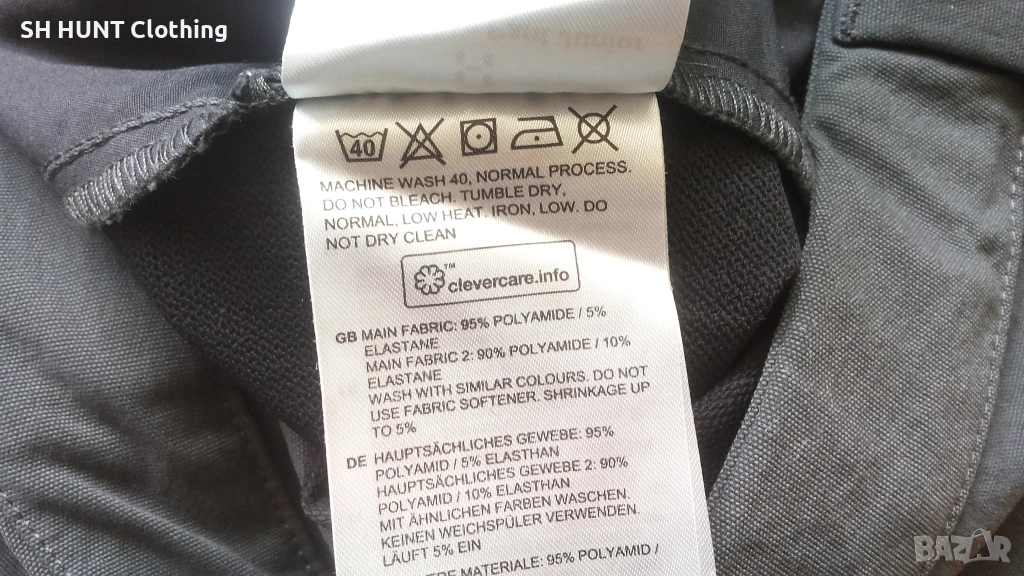 SH HUNT Clothing
40
MACHINE WASH 40, NORMAL PROCESS.
DO NOT BLEACH. TUMBLE DRY,
NORMAL, LOW HEAT. IRON, LOW. DO
NOT DRY CLEAN
™
clevercare.info
GB MAIN FABRIC: 95% POLYAMIDE / 5%
ELASTANE
MAIN FABRIC 2: 90% POLYAMIDE / 10%
ELASTANE
WASH WITH SIMILAR COLOURS. DO NOT
USE FABRIC SOFTENER. SHRINKAGE UP
TO 5%
DE HAUPTSÄCHLICHES GEWEBE: 95%
POLYAMID / 5% ELASTHAN
HAUPTSÄCHLICHES GEWEBE 2: 90%
POLYAMID / 10% ELASTHAN
MIT ÄHNLICHEN FARBEN WASCHEN.
KEINEN WEICHSPÜLER VERWENDEN.
LÄUFT 5% EIN
MATERIALE: 95% POLYAMID /
BAZAR